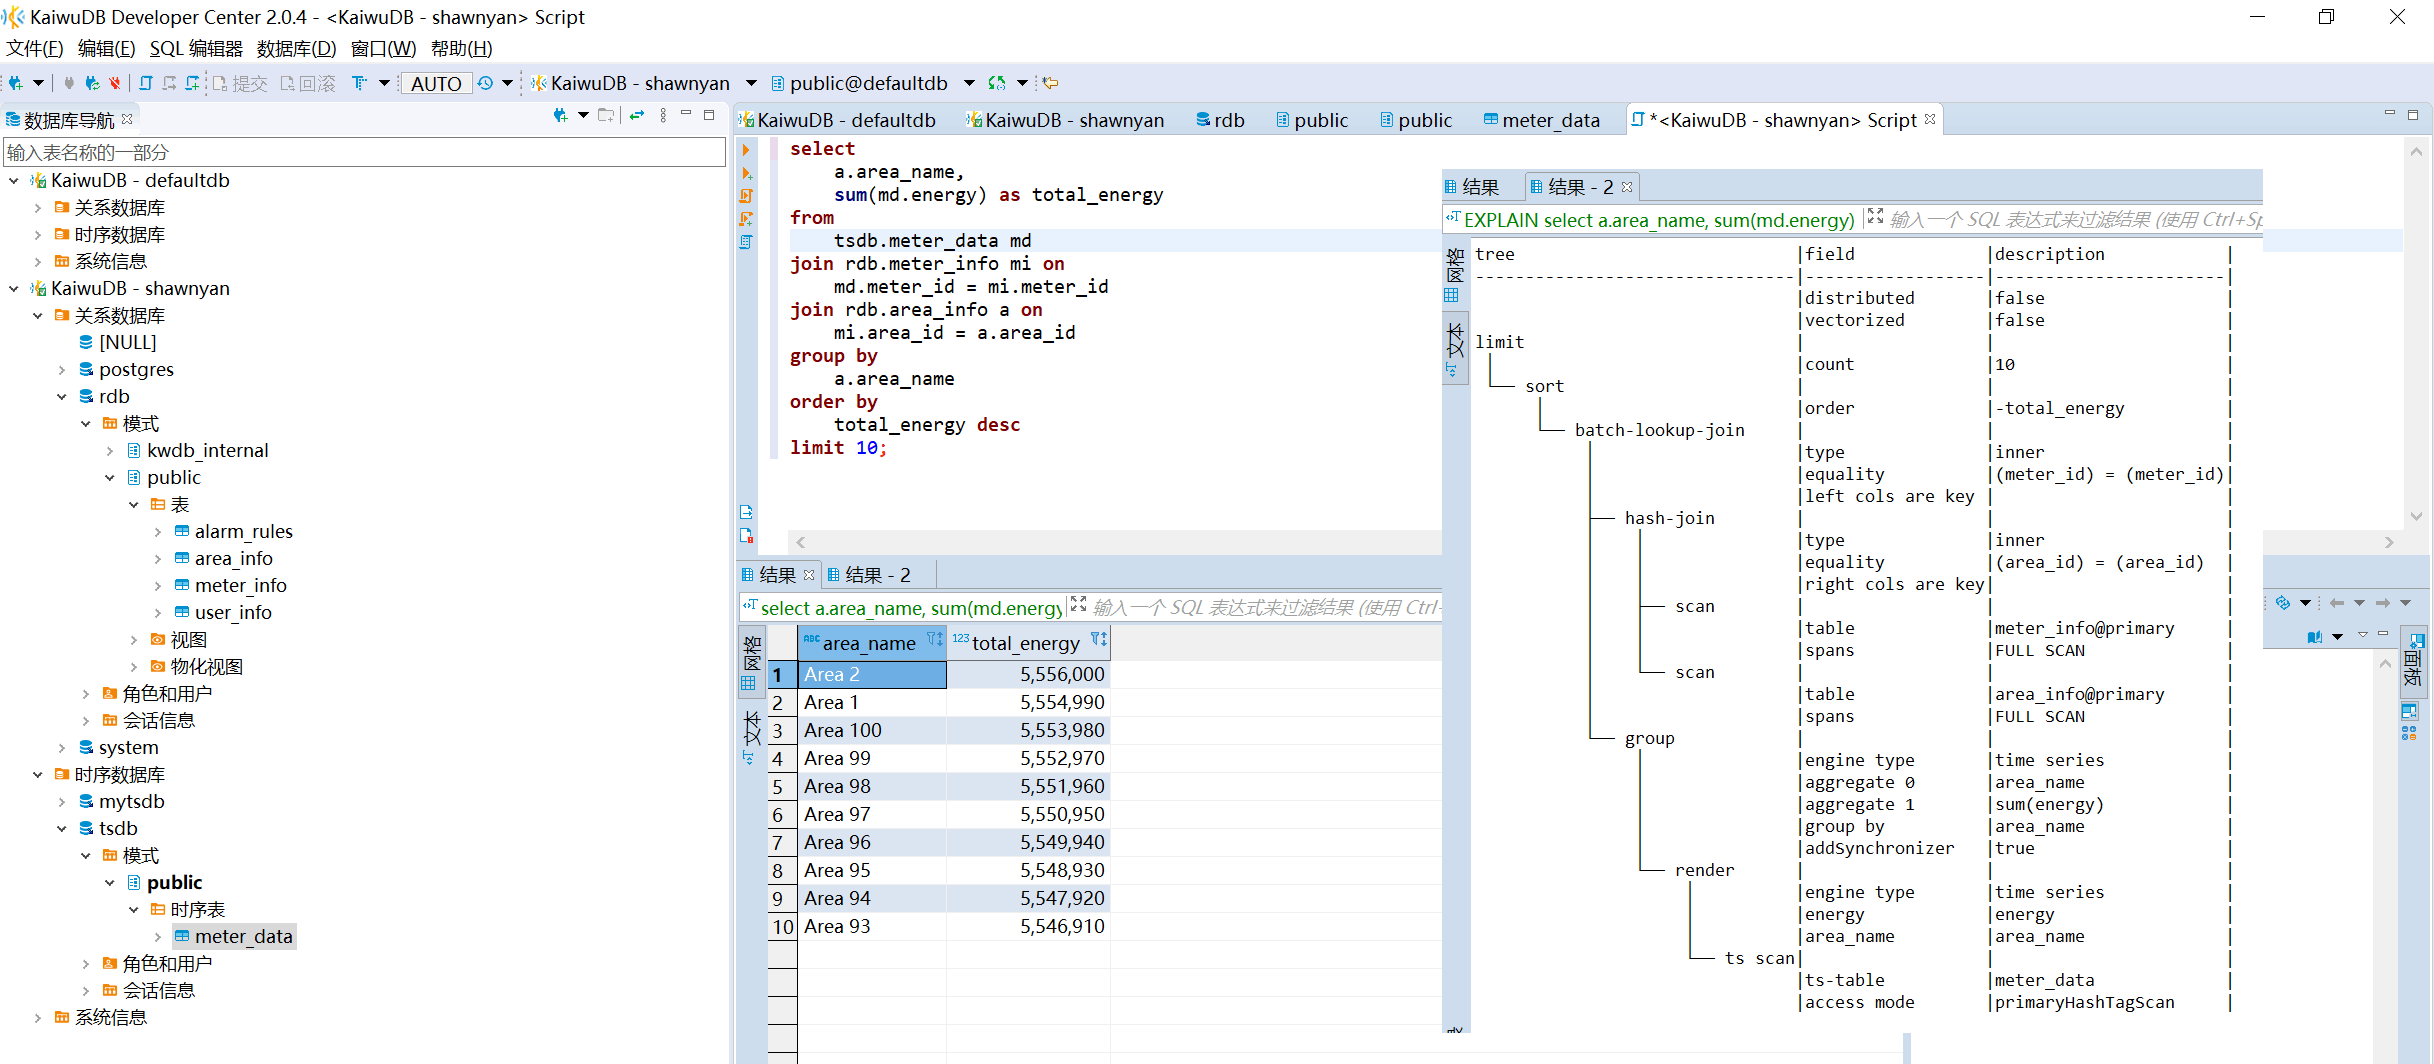 KaiwuDB Developer Center 2.0.4 - <KaiwuDB - shawnyan> Script
文件(F) 编辑(E) SQL 编辑器 数据库(D) 窗口(W) 帮助(H)
提交 回滚 AUTO KaiwuDB - shawnyan public@defaultdb
数据库导航
输入表名称的一部分
KaiwuDB - defaultdb
关系数据库
时序数据库
系统信息
KaiwuDB - shawnyan
关系数据库
[NULL]
postgres
rdb
模式
kwdb_internal
public
表
alarm_rules
area_info
meter_info
user_info
视图
物化视图
角色和用户
会话信息
system
时序数据库
mytsdb
tsdb
模式
public
时序表
meter_data
角色和用户
会话信息
系统信息
KaiwuDB - defaultdb KaiwuDB - shawnyan rdb public public meter_data *<KaiwuDB - shawnyan> Script
select
a.area_name,
sum(md.energy) as total_energy
from
tsdb.meter_data md
join rdb.meter_info mi on
md.meter_id = mi.meter_id
join rdb.area_info a on
mi.area_id = a.area_id
group by
a.area_name
order by
total_energy desc
limit 10;
结果 结果 - 2
select a.area_name, sum(md.energy 输入一个 SQL 表达式来过滤结果 (使用 Ctrl+
网格
文本
ABC area_name 123 total_energy
1 Area 2 5,556,000
2 Area 1 5,554,990
3 Area 100 5,553,980
4 Area 99 5,552,970
5 Area 98 5,551,960
6 Area 97 5,550,950
7 Area 96 5,549,940
8 Area 95 5,548,930
9 Area 94 5,547,920
10 Area 93 5,546,910
结果 结果 - 2
EXPLAIN select a.area_name, sum(md.energy) 输入一个 SQL 表达式来过滤结果 (使用 Ctrl+Sp
网格
文本
tree |field |description |
--------------------------------|-------------------|-----------------------|
|distributed |false |
|vectorized |false |
limit | | |
|count |10 |
└── sort | | |
|order |-total_energy |
└── batch-lookup-join | | |
|type |inner |
|equality |(meter_id) = (meter_id)|
|left cols are key | |
├── hash-join | | |
|type |inner |
|equality |(area_id) = (area_id) |
|right cols are key| |
├── scan | | |
|table |meter_info@primary |
|spans |FULL SCAN |
└── scan | | |
|table |area_info@primary |
|spans |FULL SCAN |
└── group | | |
|engine type |time series |
|aggregate 0 |area_name |
|aggregate 1 |sum(energy) |
|group by |area_name |
|addSynchronizer |true |
└── render | | |
|engine type |time series |
|energy |energy |
|area_name |area_name |
└── ts scan| | |
|ts-table |meter_data |
|access mode |primaryHashTagScan |
面板